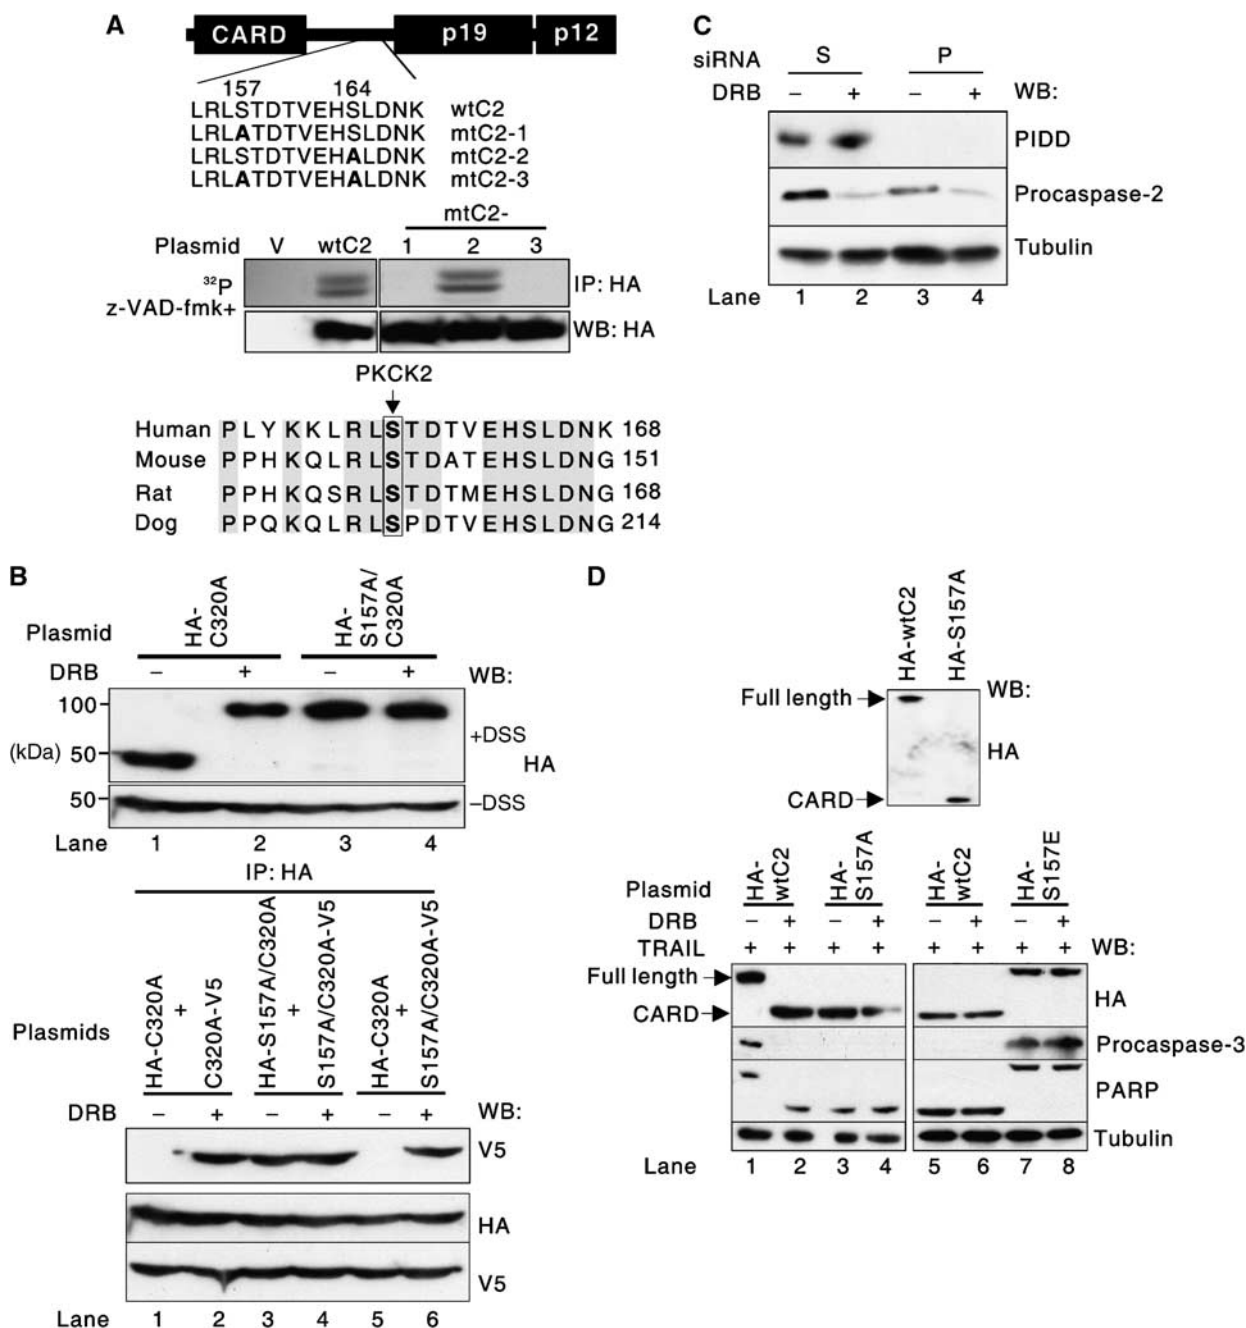 A
CARD p19 p12
157 164
LRLSTDTVEHSLDNK wtC2
LRLATDTVEHSLDNK mtC2-1
LRLSTDTVEHALDNK mtC2-2
LRLATDTVEHALDNK mtC2-3
mtC2-
Plasmid V wtC2 1 2 3
32P IP: HA
z-VAD-fmk+
WB: HA
PKCK2
Human P L Y K K L R L S T D T V E H S L D N K 168
Mouse P P H K Q L R L S T D A T E H S L D N G 151
Rat P P H K Q S R L S T D T M E H S L D N G 168
Dog P P Q K Q L R L S P D T V E H S L D N G 214
B
Plasmid HA-C320A HA-S157A/C320A
DRB – + – + WB:
100
+DSS
(kDa) 50 HA
50 –DSS
Lane 1 2 3 4
IP: HA
Plasmids HA-C320A + C320A-V5 HA-S157A/C320A + S157A/C320A-V5 HA-C320A + S157A/C320A-V5
DRB – + – + – + WB:
V5
HA
V5
Lane 1 2 3 4 5 6
C
siRNA S P
DRB – + – + WB:
PIDD
Procaspase-2
Tubulin
Lane 1 2 3 4
D
HA-wtC2 HA-S157A
WB:
Full length
HA
CARD
Plasmid HA-wtC2 HA-S157A HA-wtC2 HA-S157E
DRB – + – + – + – +
TRAIL + + + + + + + + WB:
Full length
HA
CARD
Procaspase-3
PARP
Tubulin
Lane 1 2 3 4 5 6 7 8